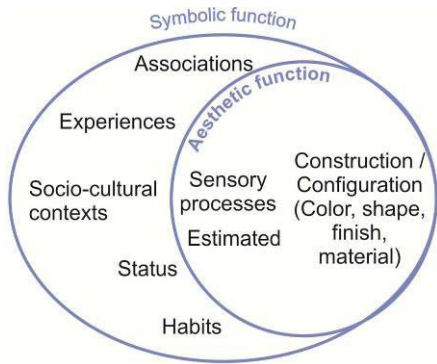 Symbolic function
Associations
Aesthetic function
Experiences
Socio-cultural
contexts
Sensory
processes
Estimated
Construction /
Configuration
(Color, shape,
finish,
material)
Status
Habits